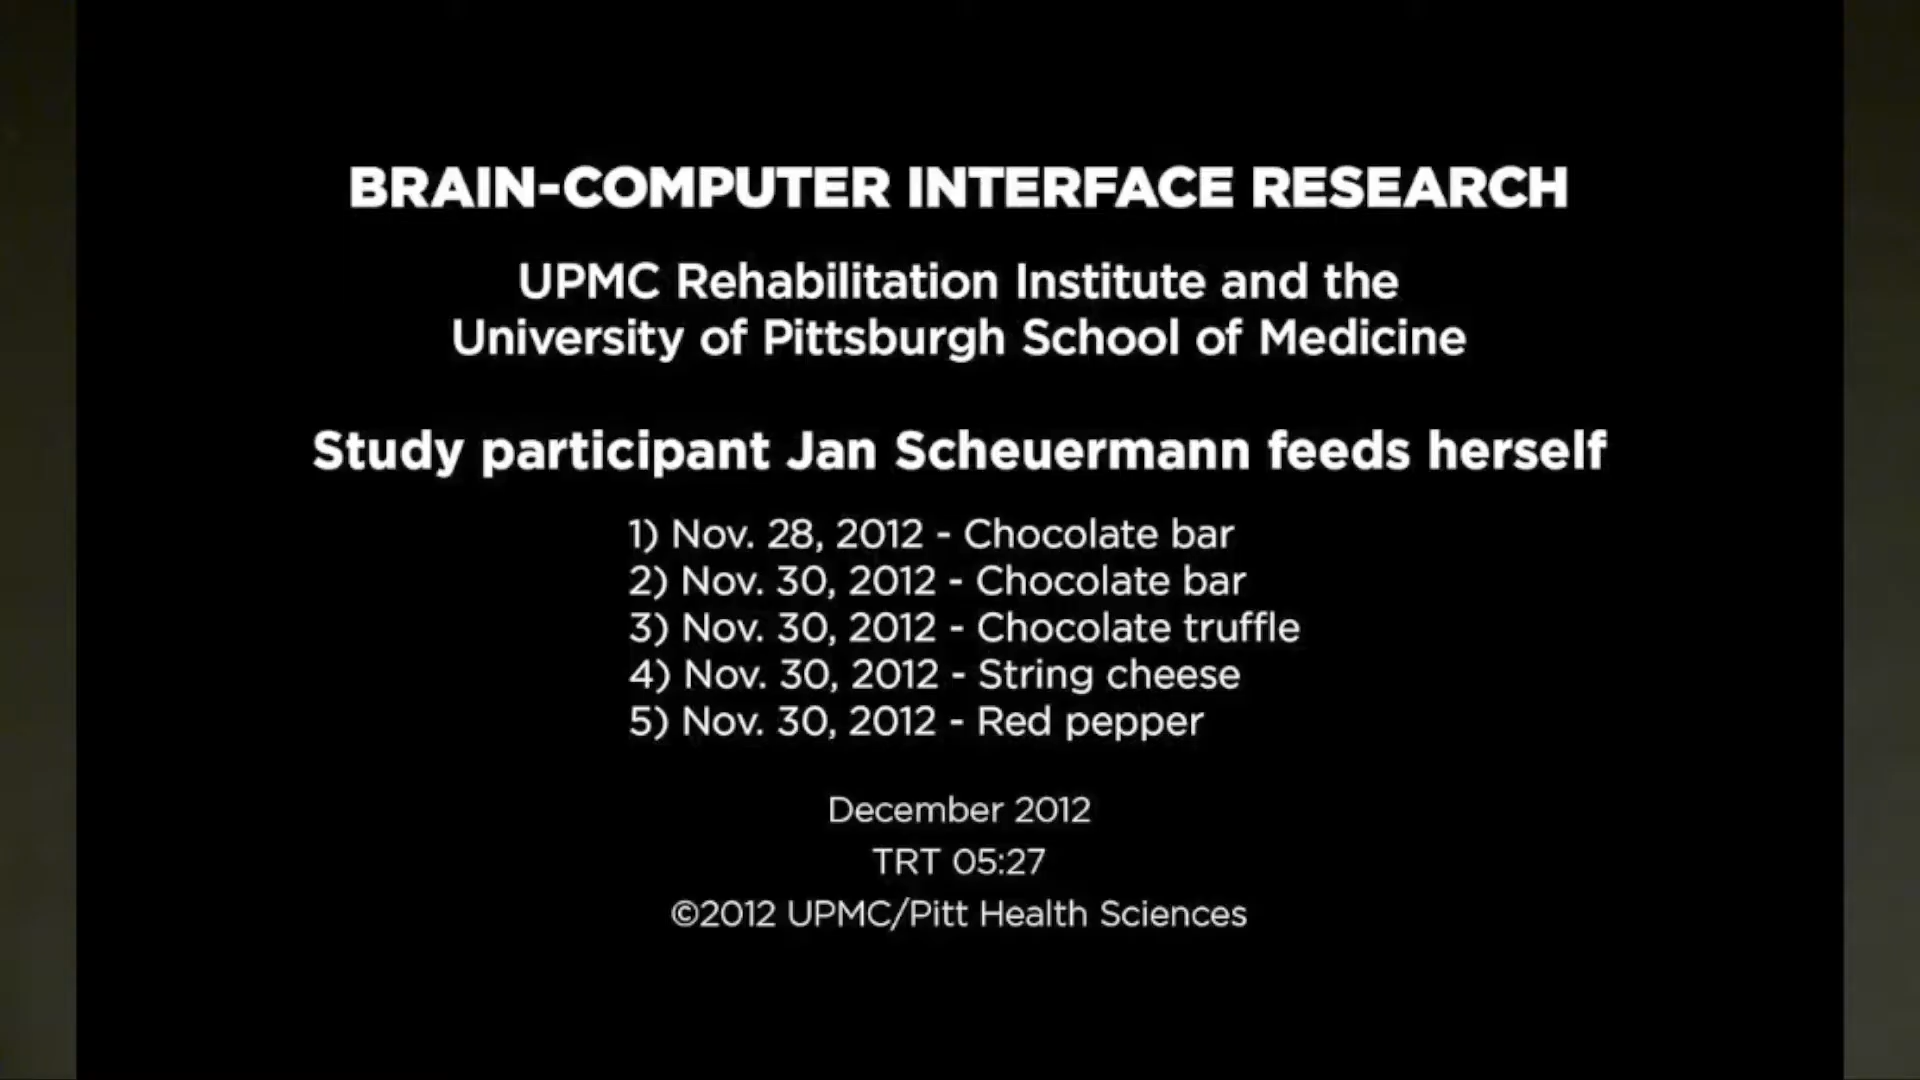 BRAIN-COMPUTER INTERFACE RESEARCH
UPMC Rehabilitation Institute and the
University of Pittsburgh School of Medicine
Study participant Jan Scheuermann feeds herself
1) Nov. 28, 2012 - Chocolate bar
2) Nov. 30, 2012 - Chocolate bar
3) Nov. 30, 2012 - Chocolate truffle
4) Nov. 30, 2012 - String cheese
5) Nov. 30, 2012 - Red pepper
December 2012
TRT 05:27
©2012 UPMC/Pitt Health Sciences